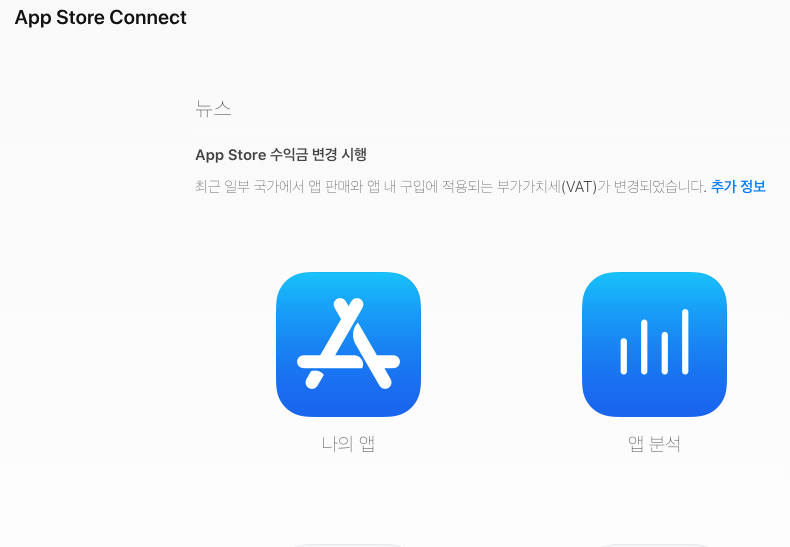 App Store Connect
뉴스
App Store 수익금 변경 시행
최근 일부 국가에서 앱 판매와 앱 내 구입에 적용되는 부가가치세(VAT)가 변경되었습니다. 추가 정보
나의 앱
앱 분석